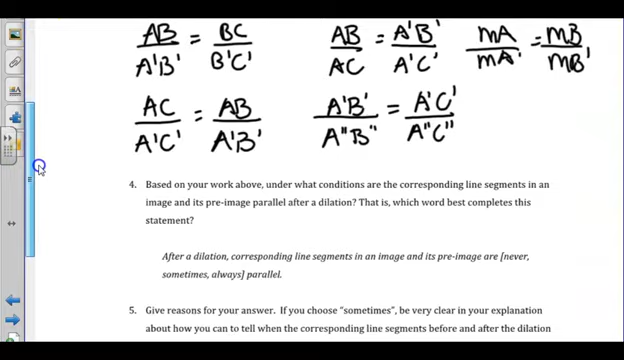 AB/A'B' = BC/B'C'  AB/AC = A'B'/A'C'  mA/mA' = mB/mB'
AC/A'C' = AB/A'B'  A'B'/A"B" = A'C'/A"C"
4. Based on your work above, under what conditions are the corresponding line segments in an
image and its pre-image parallel after a dilation? That is, which word best completes this
statement?
After a dilation, corresponding line segments in an image and its pre-image are [never,
sometimes, always] parallel.
5. Give reasons for your answer. If you choose “sometimes”, be very clear in your explanation
about how you can tell when the corresponding line segments before and after the dilation